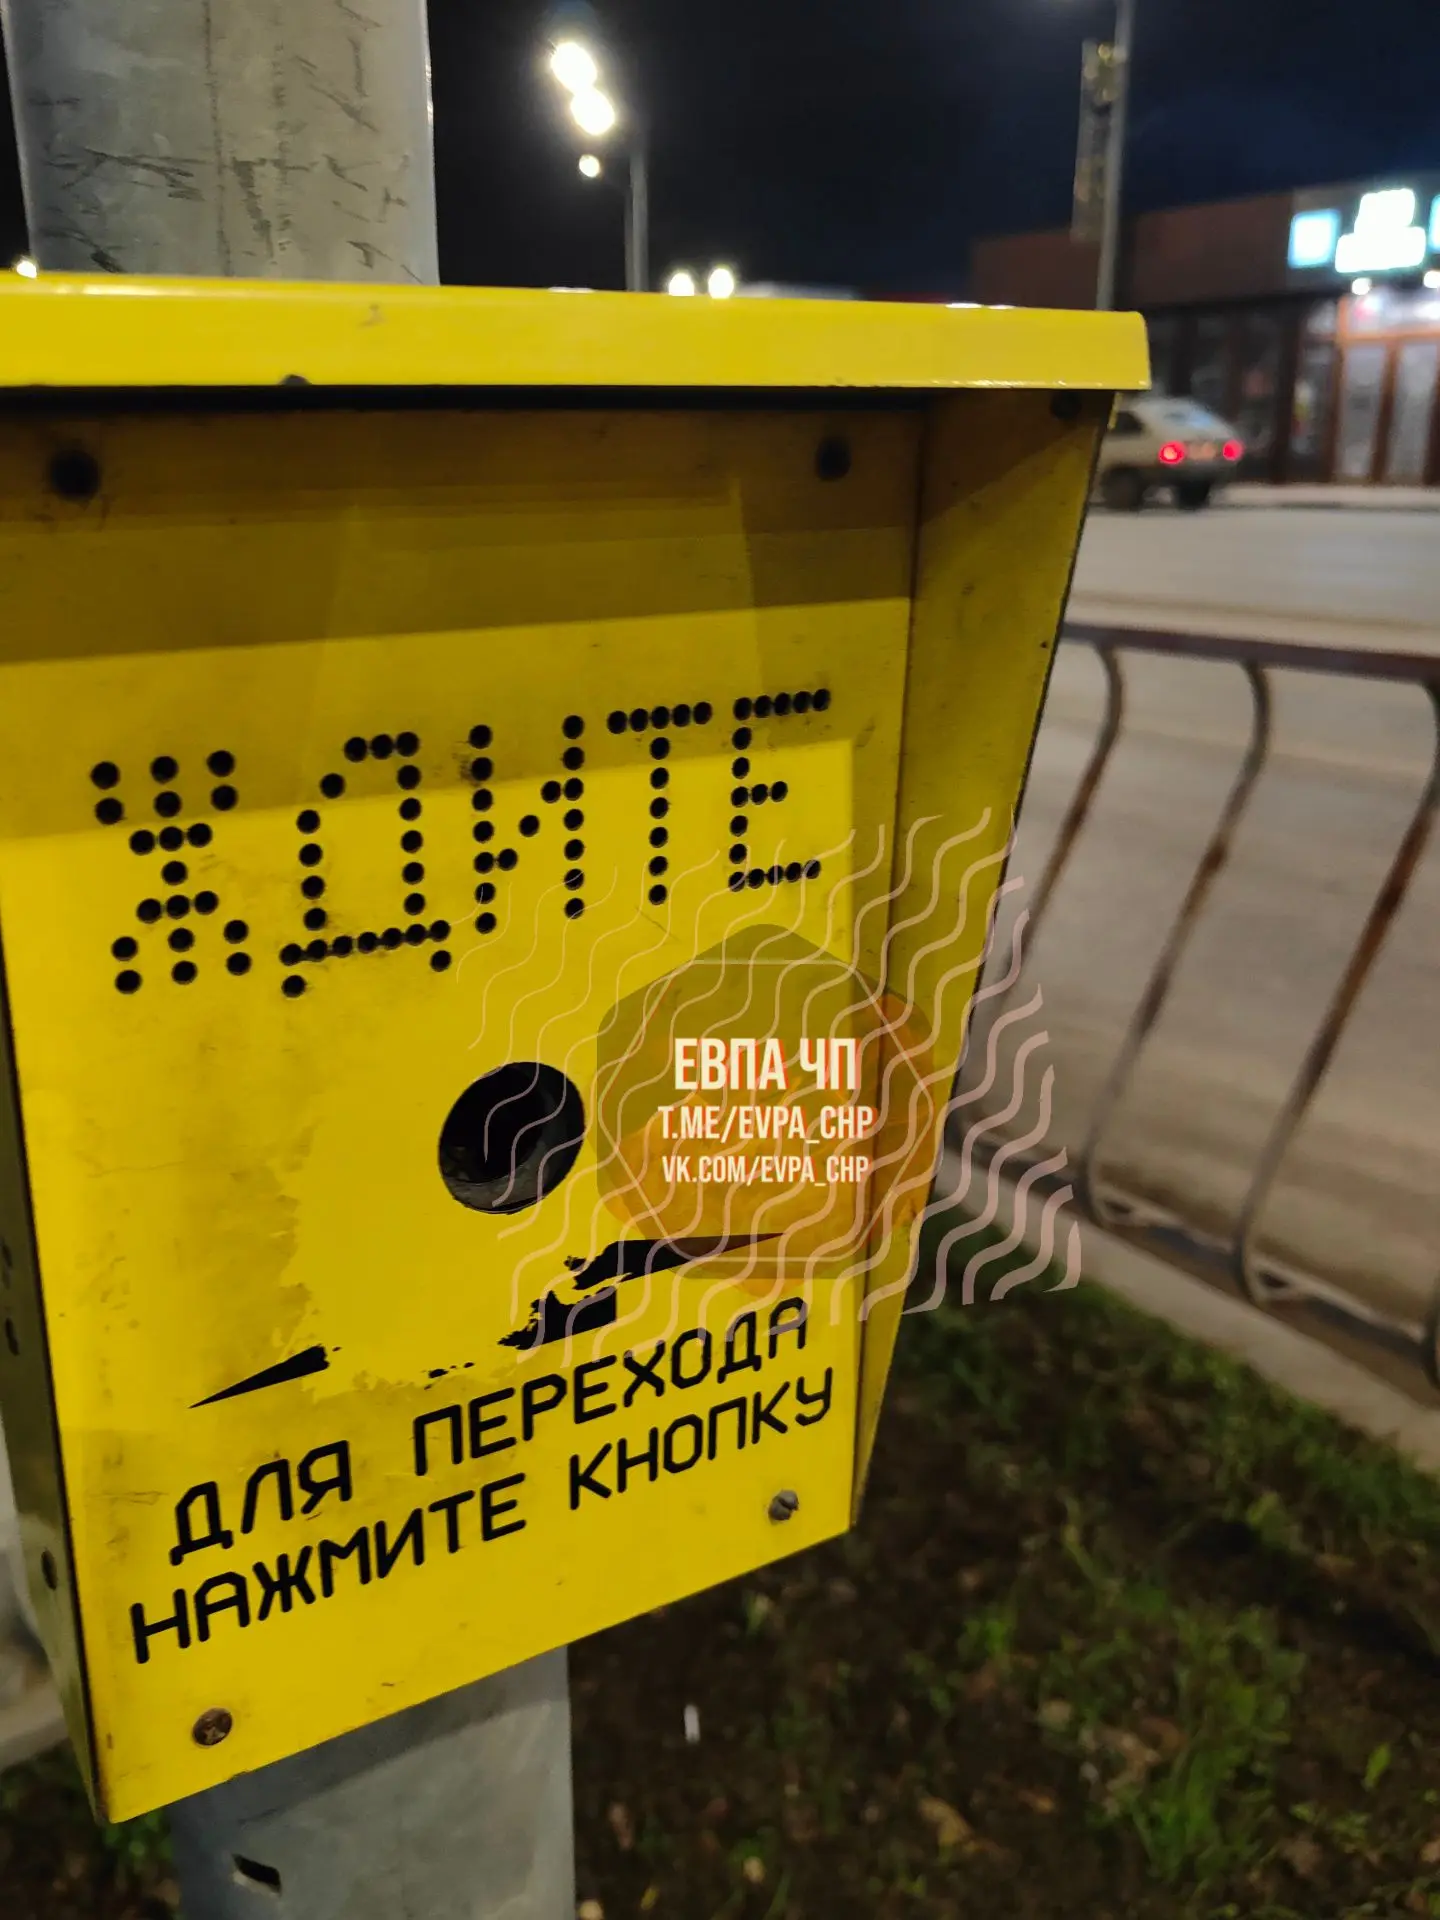 ЖДИТЕ
ЕВПА ЧП
T.ME/EVPA_CHP
VK.COM/EVPA_CHP
ДЛЯ ПЕРЕХОДА
НАЖМИТЕ КНОПКУ